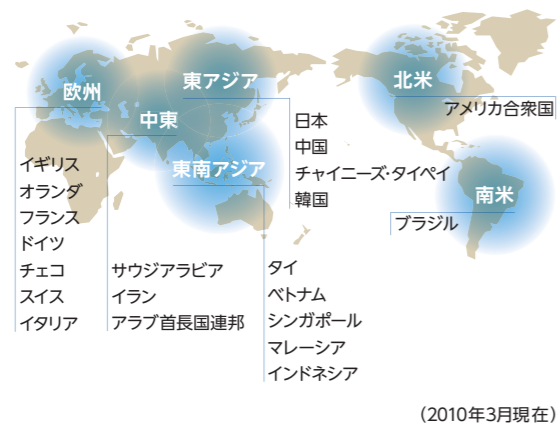 欧州
イギリス
オランダ
フランス
ドイツ
チェコ
スイス
イタリア
中東
サウジアラビア
イラン
アラブ首長国連邦
東アジア
日本
中国
チャイニーズ・タイペイ
韓国
東南アジア
タイ
ベトナム
シンガポール
マレーシア
インドネシア
北米
アメリカ合衆国
南米
ブラジル
（2010年3月現在）